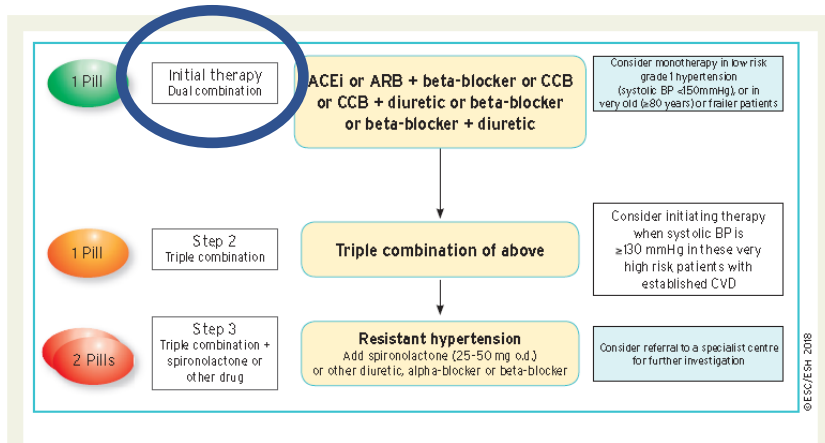 1 Pill
Initial therapy
Dual combination
ACEi or ARB + beta-blocker or CCB
or CCB + diuretic or beta-blocker
or beta-blocker + diuretic
Consider monotherapy in low risk
grade 1 hypertension
(systolic BP <150mmHg), or in
very old (≥80 years) or frailer patients
1 Pill
Step 2
Triple combination
Triple combination of above
Consider initiating therapy
when systolic BP is
≥130 mmHg in these very
high risk patients with
established CVD
2 Pills
Step 3
Triple combination +
spironolactone or
other drug
Resistant hypertension
Add spironolactone (25-50 mg o.d.)
or other diuretic, alpha-blocker or beta-blocker
Consider referral to a specialist centre
for further investigation
©ESC/ESH 2018